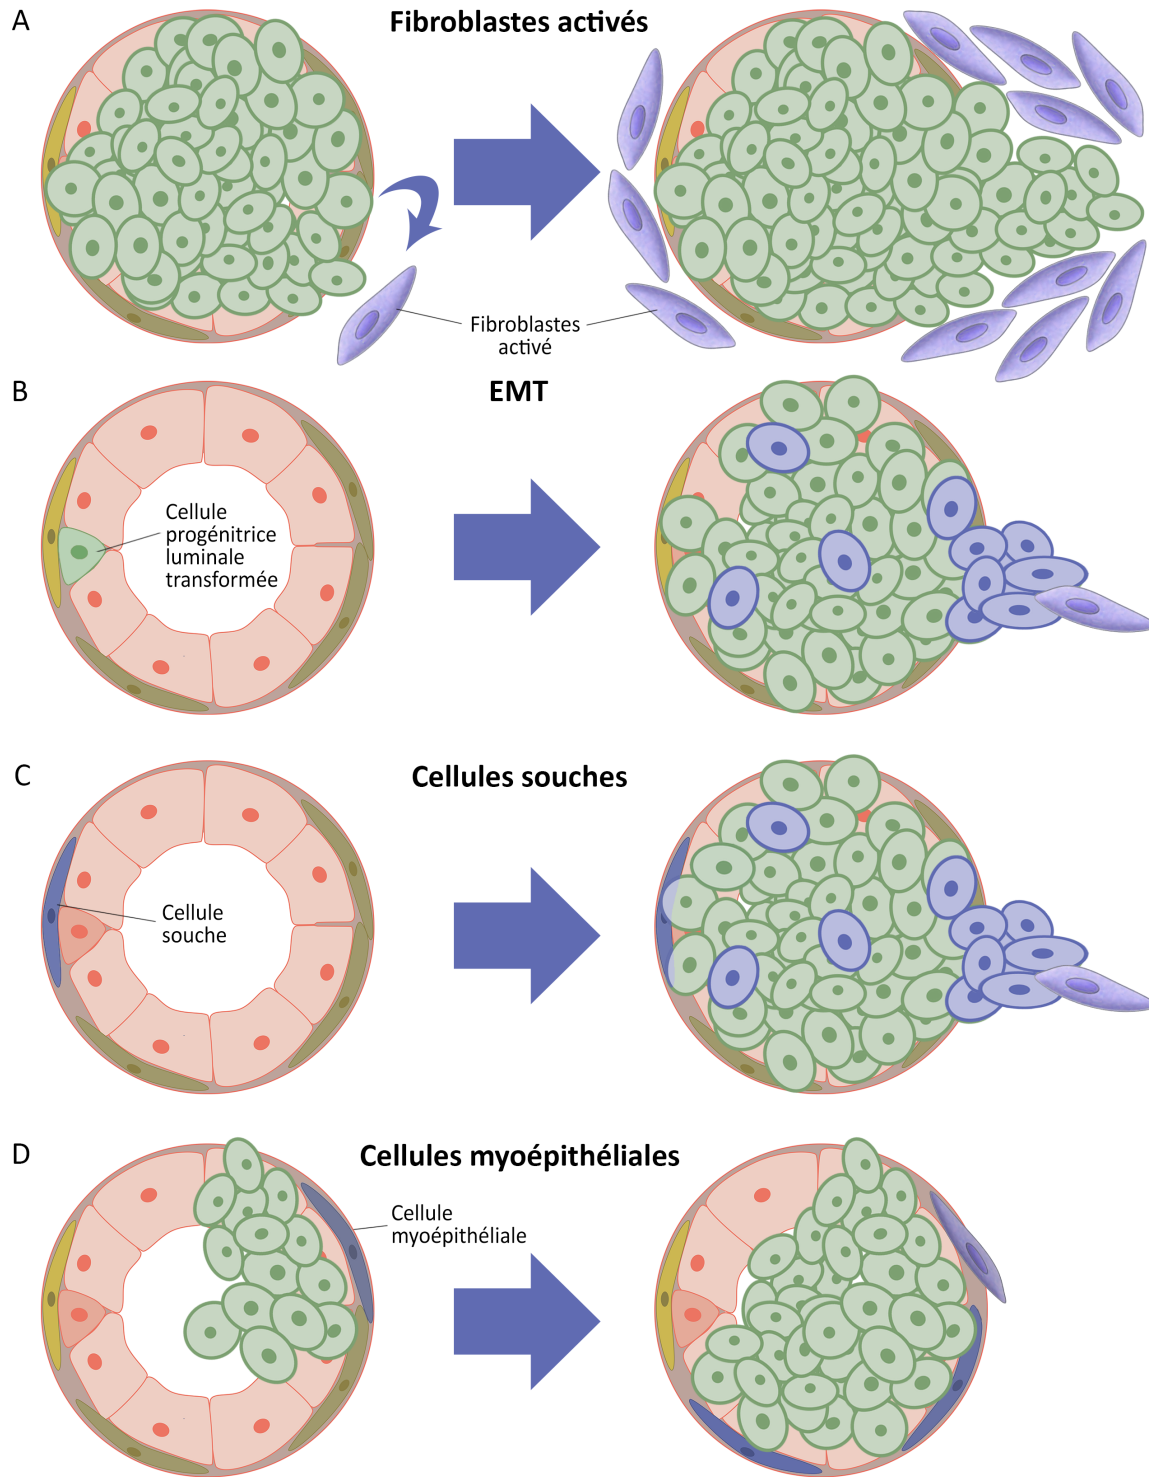 A
Fibroblastes activés
Fibroblastes
activé
B
EMT
Cellule
progénitrice
luminale
transformée
C
Cellules souches
Cellule
souche
D
Cellules myoépithéliales
Cellule
myoépithéliale